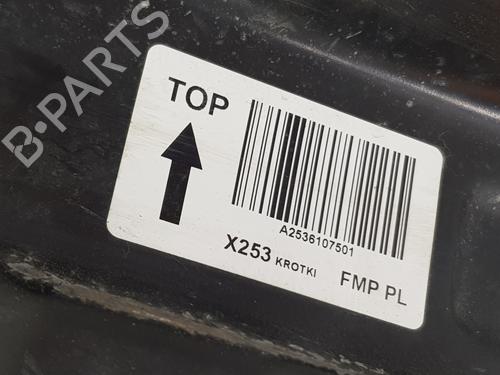 B-PARTS
TOP
A2536107501
X253 KROTKI FMP PL